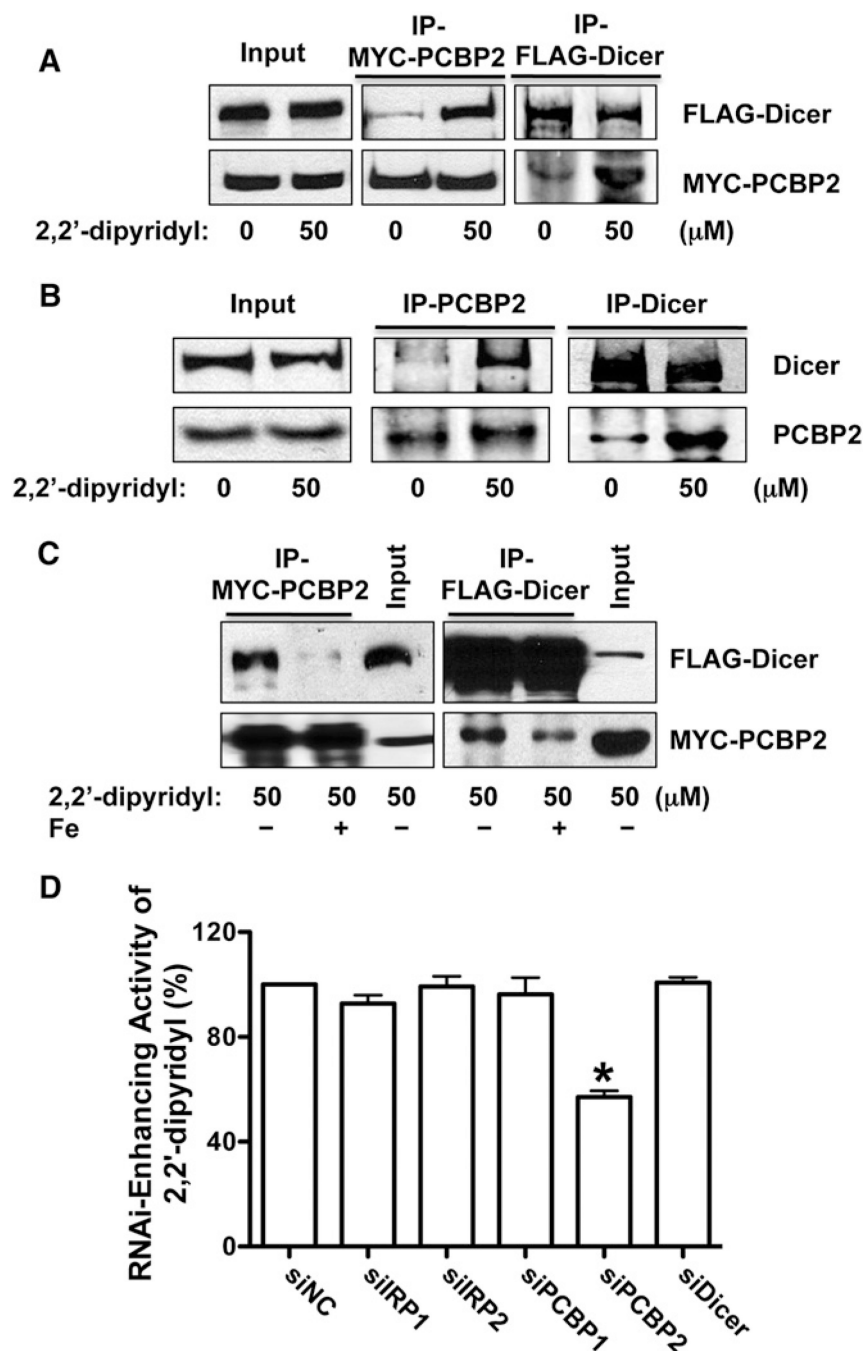 A
Input
IP-
MYC-PCBP2
IP-
FLAG-Dicer
FLAG-Dicer
MYC-PCBP2
2,2'-dipyridyl: 0 50 0 50 0 50 (μM)
B
Input
IP-PCBP2
IP-Dicer
Dicer
PCBP2
2,2'-dipyridyl: 0 50 0 50 0 50 (μM)
C
IP-
MYC-PCBP2
Input
IP-
FLAG-Dicer
Input
FLAG-Dicer
MYC-PCBP2
2,2'-dipyridyl: 50 50 50 50 50 50 (μM)
Fe – + – – + –
D
RNAi-Enhancing Activity of
2,2'-dipyridyl (%)
120
80
40
0
*
siNC
siIRP1
siIRP2
siPCBP1
siPCBP2
siDicer